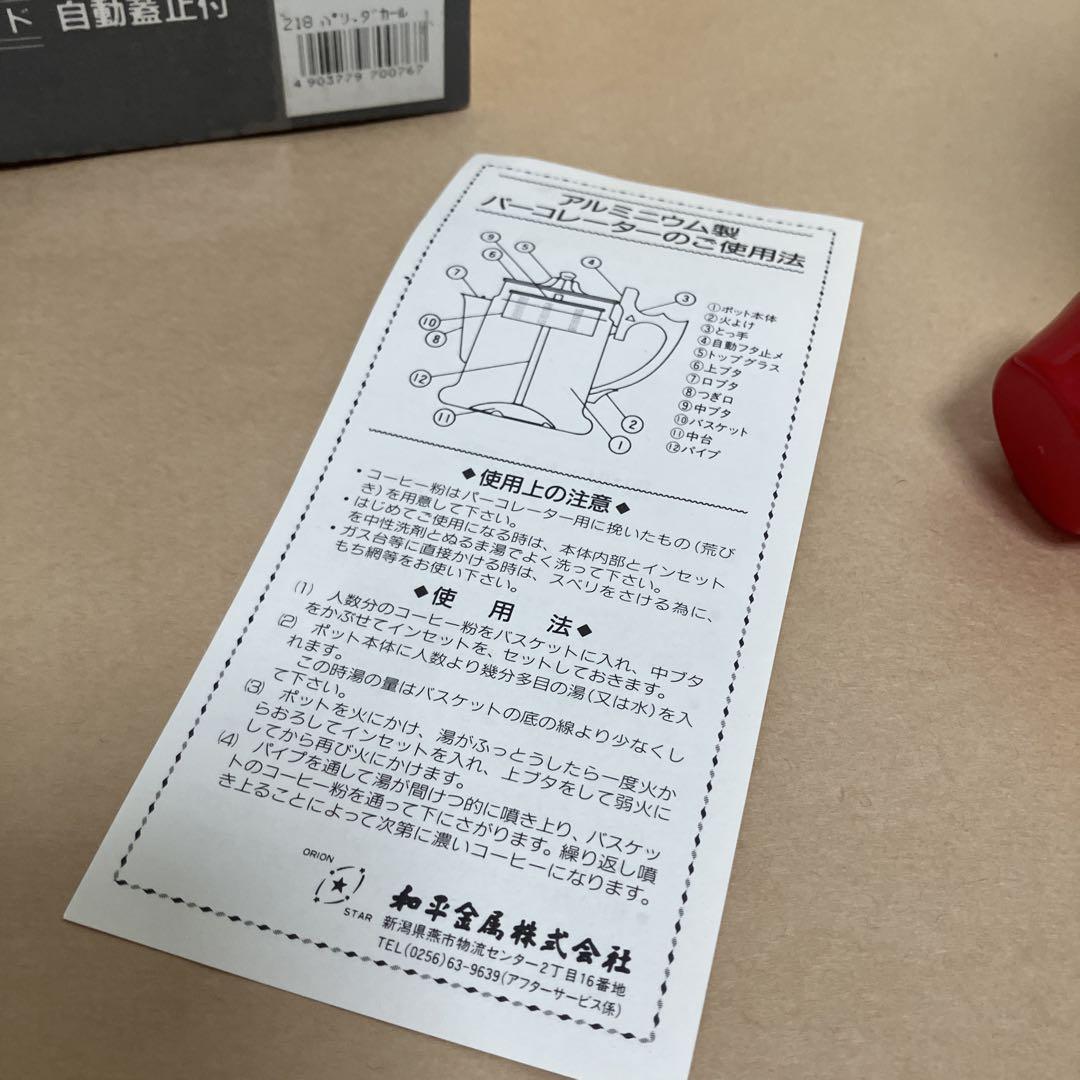 ド 自動蓋止付
218 パリ・ダカール
4 903779 700767
アルミニウム製
パーコレーターのご使用法
①ポット本体
②火よけ
③とっ手
④自動フタ止メ
⑤トップグラス
⑥上ブタ
⑦口ブタ
⑧つぎ口
⑨中ブタ
⑩バスケット
⑪中台
⑫パイプ
⑨ ⑤ ④
⑥
⑦ ③
⑩
⑧
⑫
⑪ ② ①
◆使用上の注意◆
・コーヒー粉はパーコレーター用に挽いたもの(荒び
き)を用意して下さい。
・はじめてご使用になる時は、本体内部とインセット
を中性洗剤とぬるま湯でよく洗って下さい。
・ガス台等に直接かける時は、スベリをさける為に、
もち網等をお使い下さい。
◆使用法◆
(1) 人数分のコーヒー粉をバスケットに入れ、中ブタ
をかぶせてインセットを、セットしておきます。
(2) ポット本体に人数より幾分多目の湯(又は水)を入
れます。
この時湯の量はバスケットの底の線より少なくし
て下さい。
(3) ポットを火にかけ、湯がふっとうしたら一度火か
らおろしてインセットを入れ、上ブタをして弱火に
してから再び火にかけます。
(4) パイプを通して湯が間けつ的に噴き上り、バスケッ
トのコーヒー粉を通って下にさがります。繰り返し噴
き上ることによって次第に濃いコーヒーになります。
ORION
STAR
和平金属株式会社
新潟県燕市物流センター2丁目16番地
TEL(0256)63-9639(アフターサービス係)